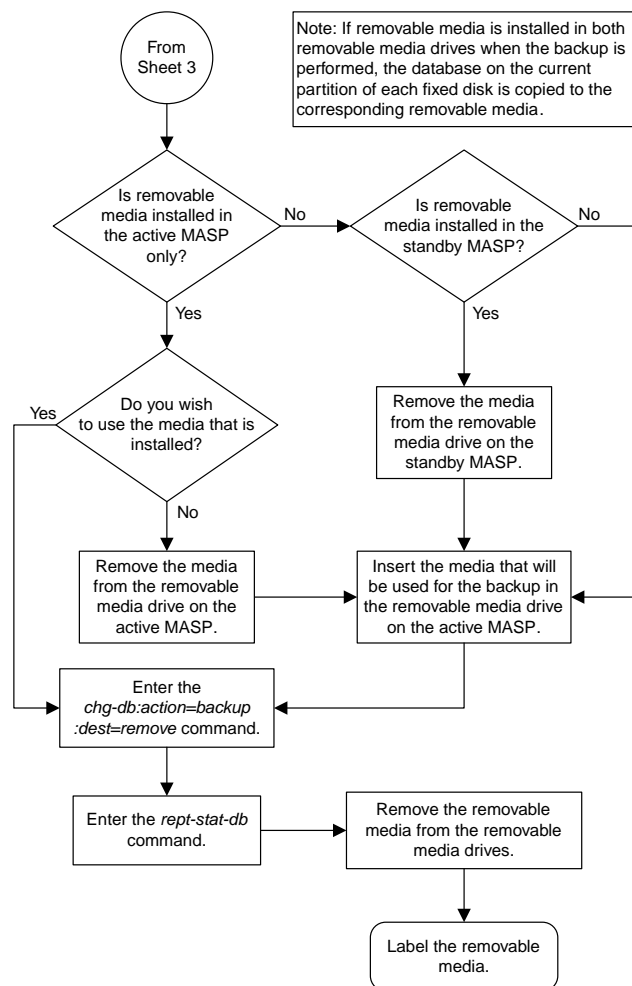 From
Sheet 3
Note: If removable media is installed in both
removable media drives when the backup is
performed, the database on the current
partition of each fixed disk is copied to the
corresponding removable media.
Is removable
media installed in
the active MASP
only?
No
Is removable
media installed in the
standby MASP?
No
Yes
Yes
Do you wish
to use the media that is
installed?
Yes
No
Remove the media
from the removable
media drive on the
standby MASP.
Remove the media
from the removable
media drive on the
active MASP.
Insert the media that will
be used for the backup in
the removable media drive
on the active MASP.
Enter the
chg-db:action=backup
:dest=remove command.
Enter the rept-stat-db
command.
Remove the removable
media from the removable
media drives.
Label the removable
media.